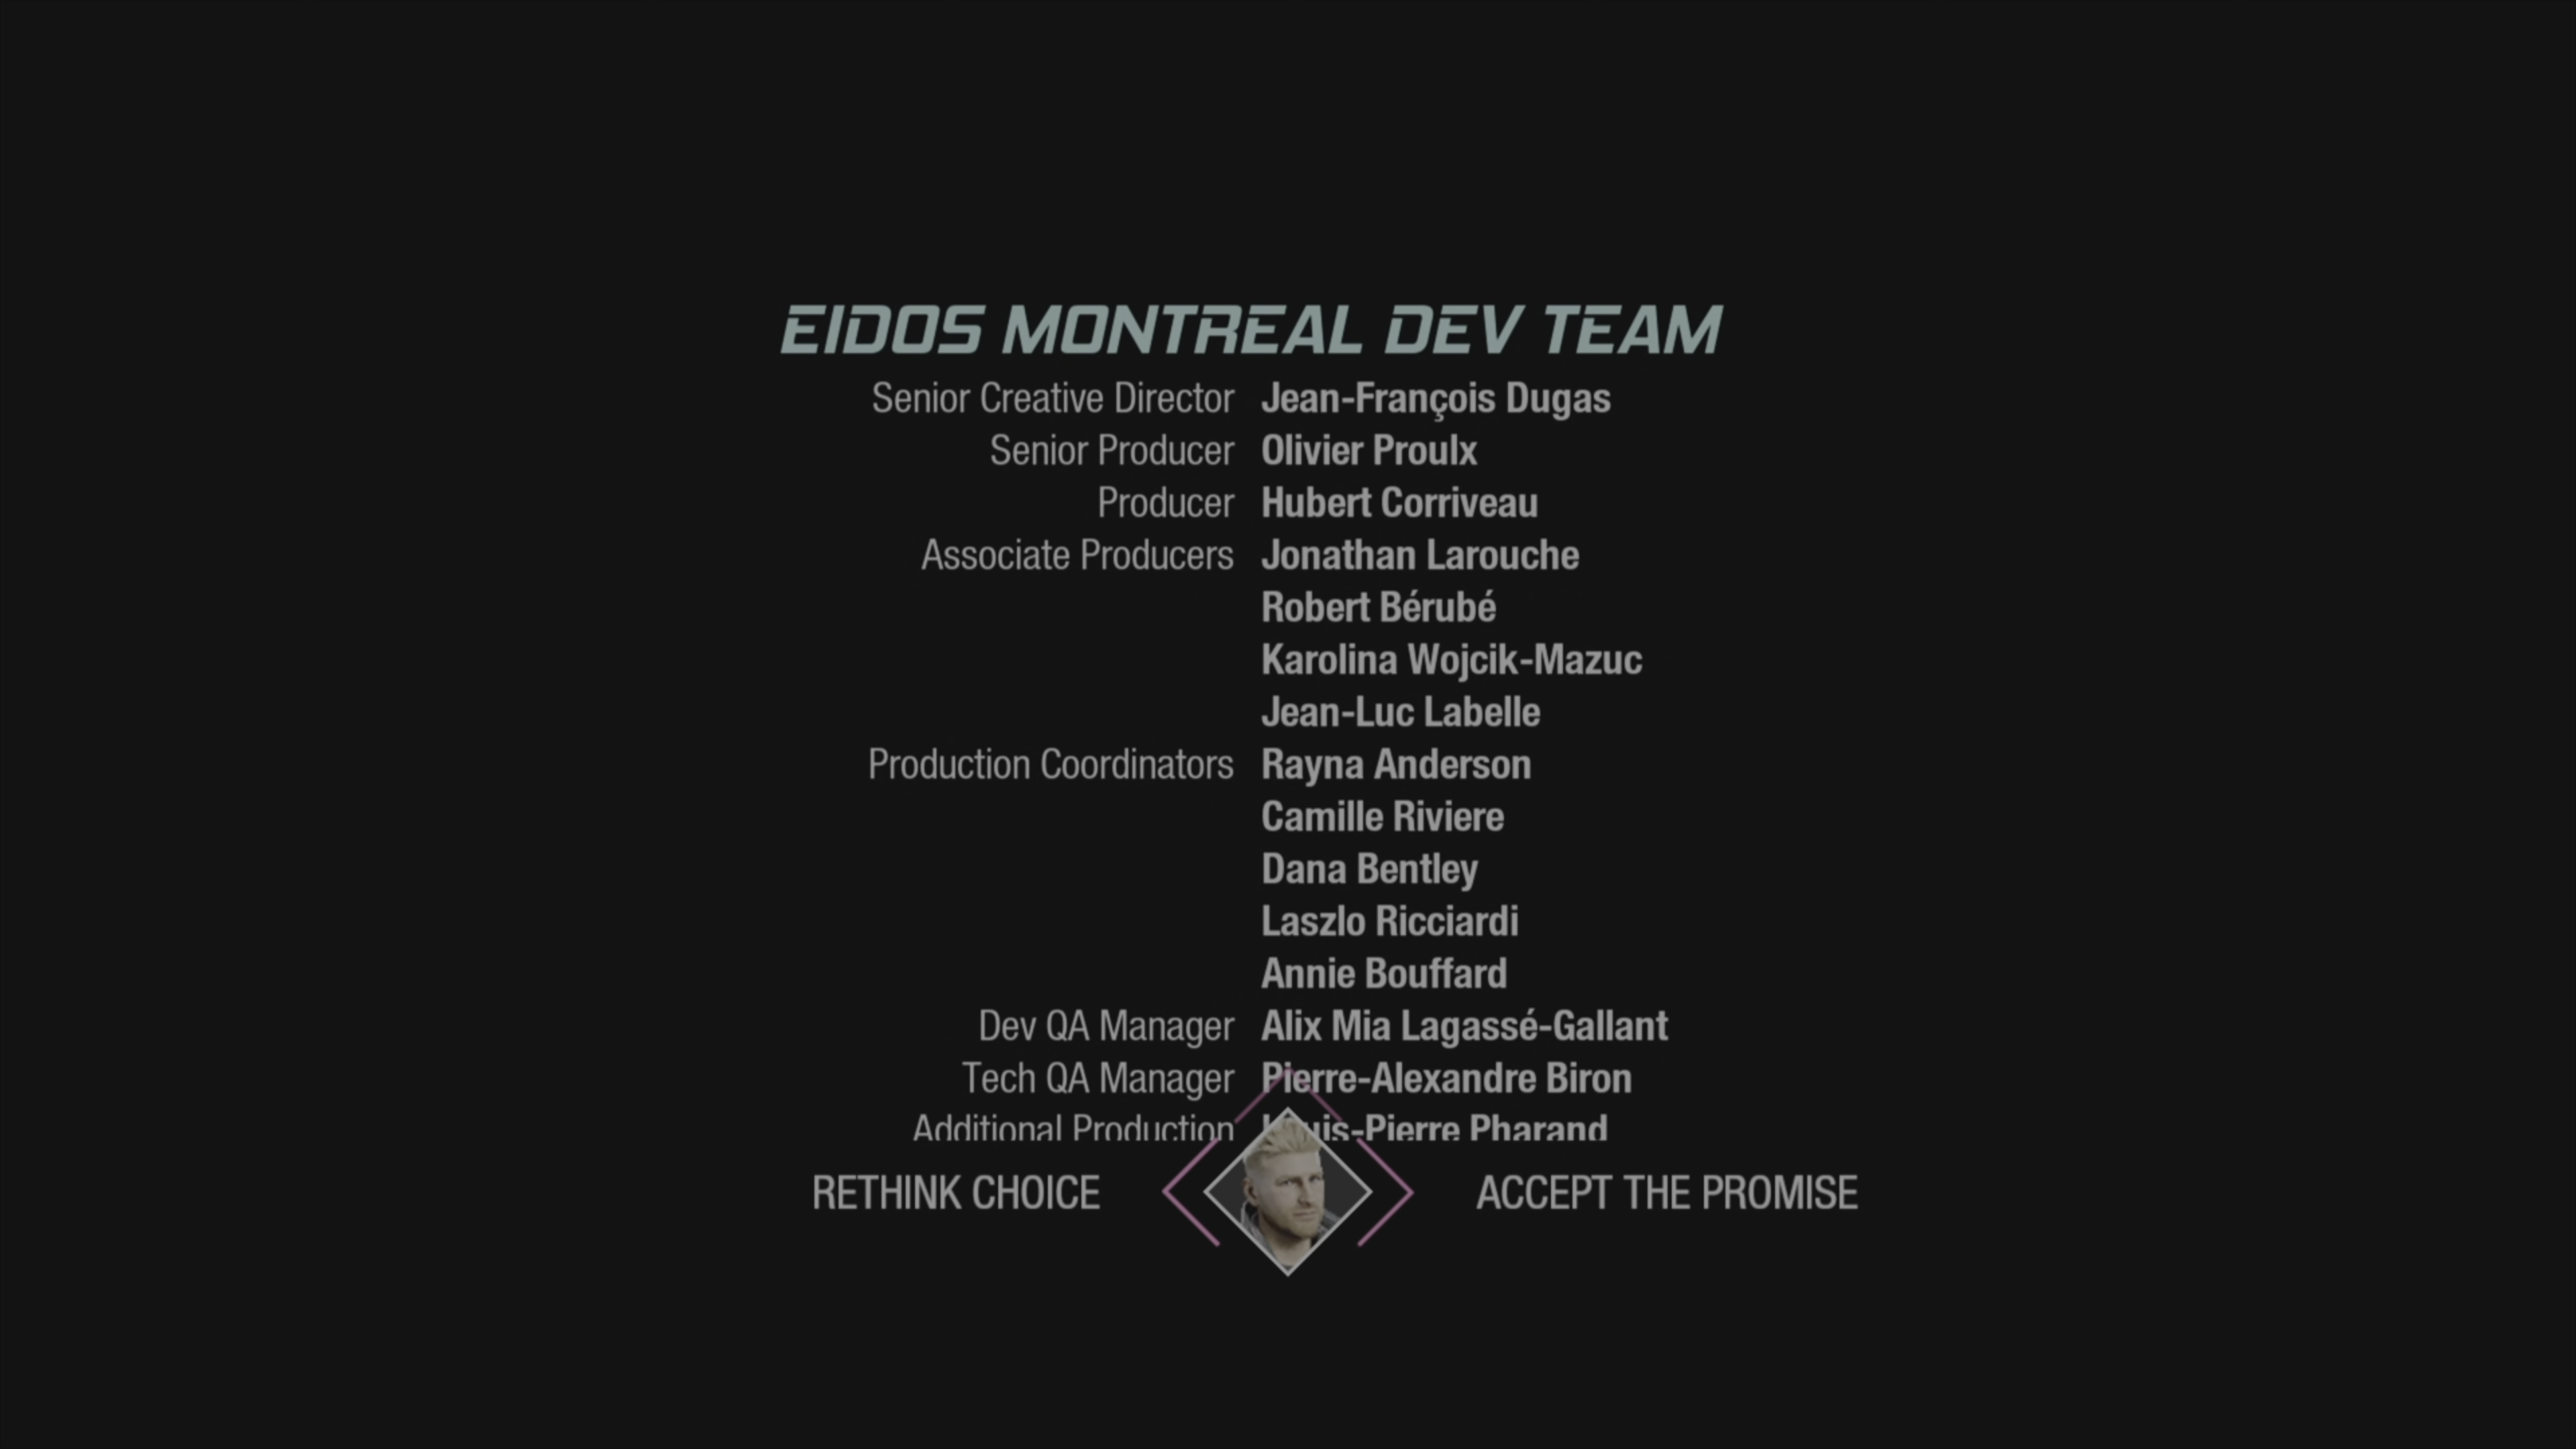 EIDOS MONTREAL DEV TEAM
Senior Creative Director Jean-François Dugas
Senior Producer Olivier Proulx
Producer Hubert Corriveau
Associate Producers Jonathan Larouche
Robert Bérubé
Karolina Wojcik-Mazuc
Jean-Luc Labelle
Production Coordinators Rayna Anderson
Camille Riviere
Dana Bentley
Laszlo Ricciardi
Annie Bouffard
Dev QA Manager Alix Mia Lagassé-Gallant
Tech QA Manager Pierre-Alexandre Biron
Additional Production Louis-Pierre Pharand
RETHINK CHOICE ACCEPT THE PROMISE